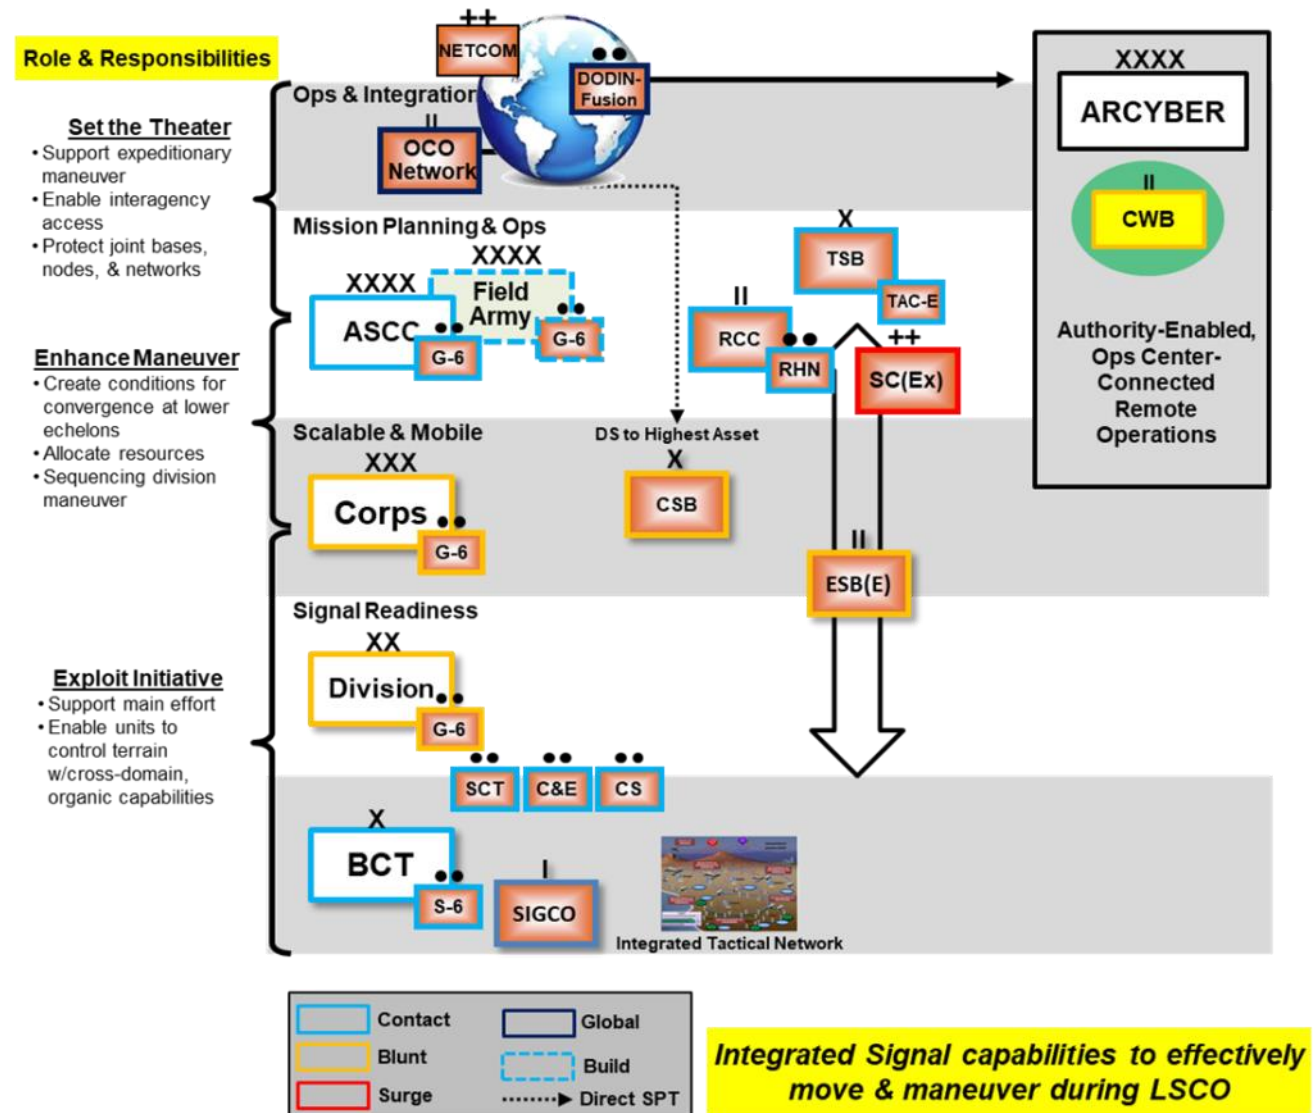 Role & Responsibilities
Set the Theater
• Support expeditionary
maneuver
• Enable interagency
access
• Protect joint bases,
nodes, & networks
Enhance Maneuver
• Create conditions for
convergence at lower
echelons
• Allocate resources
• Sequencing division
maneuver
Exploit Initiative
• Support main effort
• Enable units to
control terrain
w/cross-domain,
organic capabilities
++
NETCOM
DODIN-
Fusion
Ops & Integration
II
OCO
Network
XXXX
ARCYBER
II
CWB
Authority-Enabled,
Ops Center-
Connected
Remote
Operations
Mission Planning & Ops
XXXX
ASCC
G-6
XXXX
Field
Army
G-6
X
TSB
TAC-E
II
RCC
RHN
++
SC(Ex)
Scalable & Mobile
XXX
Corps
G-6
DS to Highest Asset
X
CSB
II
ESB(E)
Signal Readiness
XX
Division
G-6
SCT
C&E
CS
X
BCT
S-6
I
SIGCO
Integrated Tactical Network
Contact
Blunt
Surge
Global
Build
Direct SPT
Integrated Signal capabilities to effectively
move & maneuver during LSCO